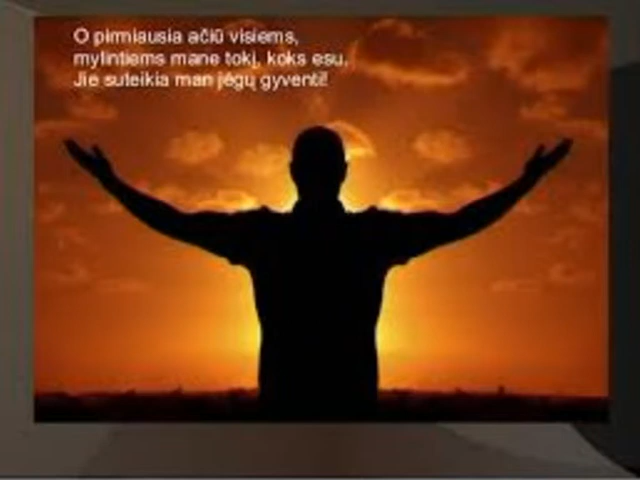 O pirmiausia ačiū visiems,
mylintiems mane tokį, koks esu.
Jie suteikia man jėgų gyventi!